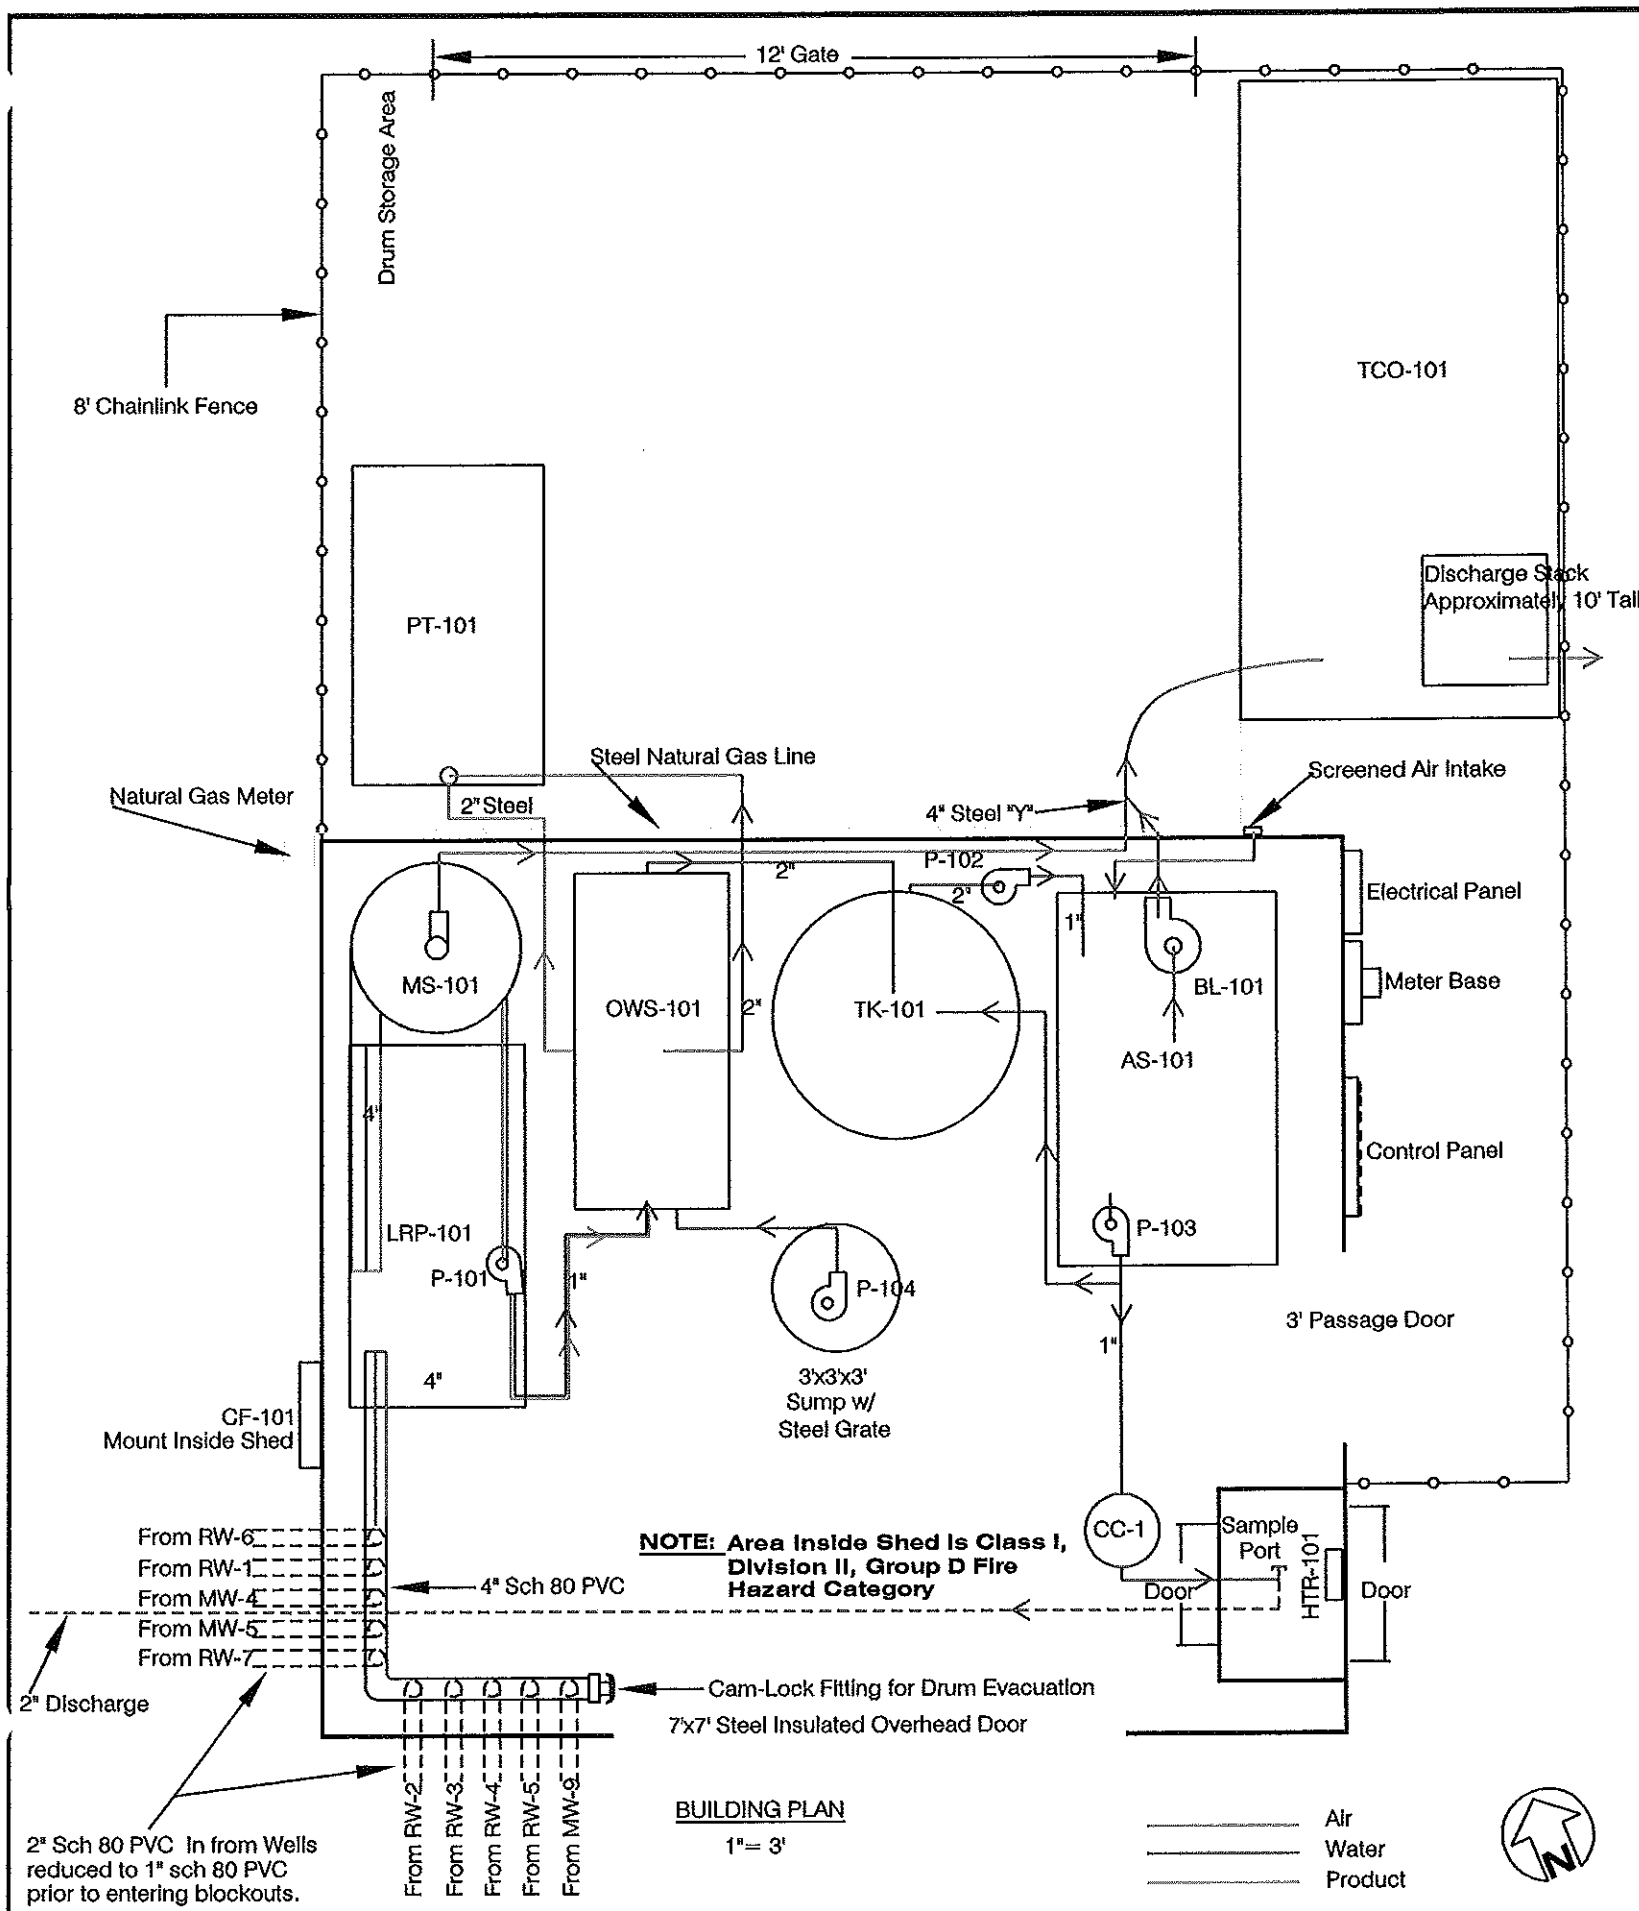 12' Gate
Drum Storage Area
TCO-101
8' Chainlink Fence
Discharge Stack
Approximately 10' Tall
PT-101
Steel Natural Gas Line
Screened Air Intake
Natural Gas Meter
2" Steel
4" Steel "Y"
P-102
2"
2'
1"
Electrical Panel
MS-101
OWS-101
2"
TK-101
BL-101
Meter Base
AS-101
4"
Control Panel
LRP-101
P-101
1"
P-104
P-103
3' Passage Door
1"
4"
3'x3'x3'
Sump w/
Steel Grate
CF-101
Mount Inside Shed
From RW-6
From RW-1
From MW-4
From MW-5
From RW-7
4" Sch 80 PVC
NOTE: Area Inside Shed Is Class I,
Division II, Group D Fire
Hazard Category
CC-1
Sample
Port
HTR-101
Door
Door
2" Discharge
Cam-Lock Fitting for Drum Evacuation
7'x7' Steel Insulated Overhead Door
From RW-2
From RW-3
From RW-4
From RW-5
From MW-9
2" Sch 80 PVC In from Wells
reduced to 1" sch 80 PVC
prior to entering blockouts.
BUILDING PLAN
1"= 3'
Air
Water
Product
N